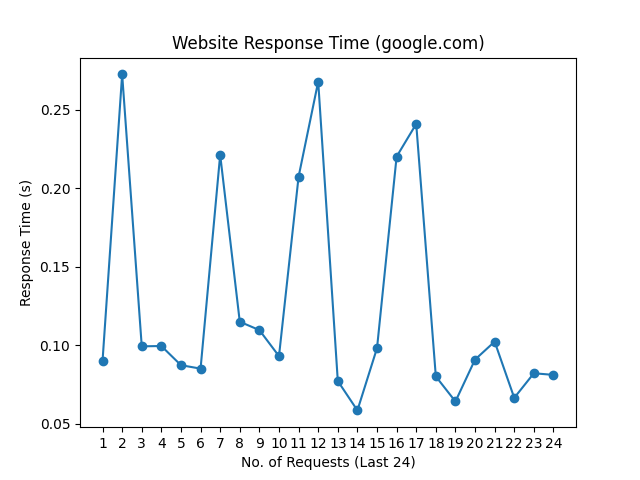 Website Response Time (google.com)
0.25
0.20
0.15
0.10
0.05
Response Time (s)
1 2 3 4 5 6 7 8 9 10 11 12 13 14 15 16 17 18 19 20 21 22 23 24
No. of Requests (Last 24)